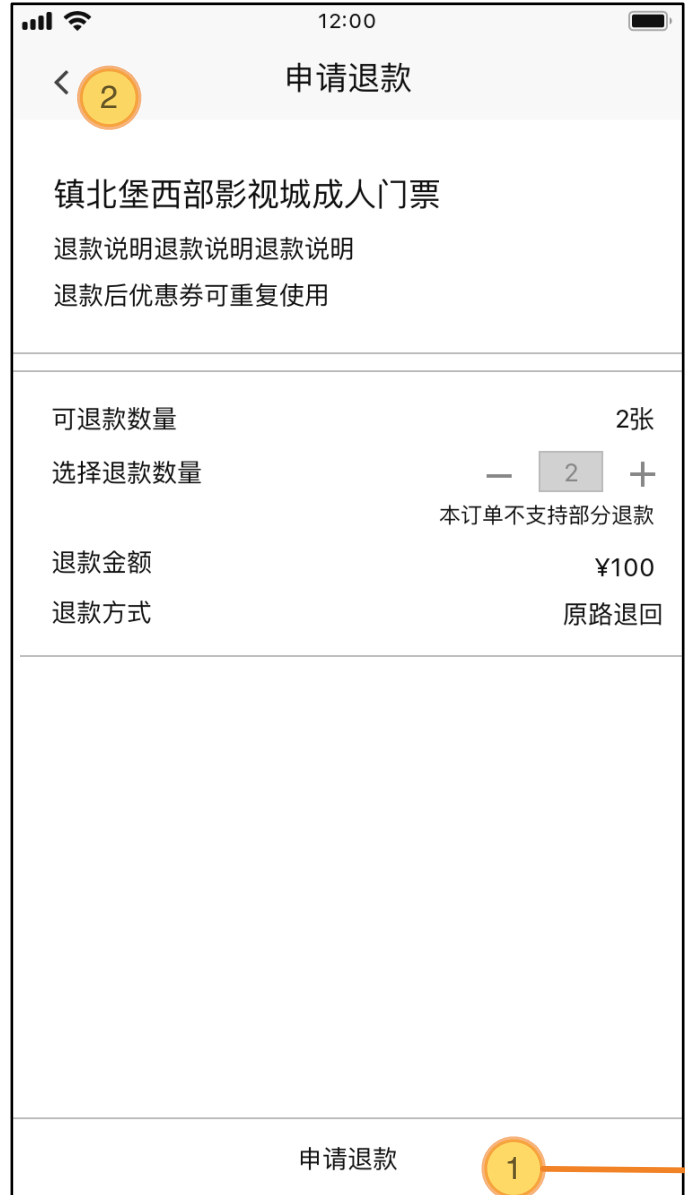 12:00
申请退款
2
镇北堡西部影视城成人门票
退款说明退款说明退款说明
退款后优惠券可重复使用
可退款数量 2张
选择退款数量 — 2 +
本订单不支持部分退款
退款金额 ¥100
退款方式 原路退回
申请退款 1